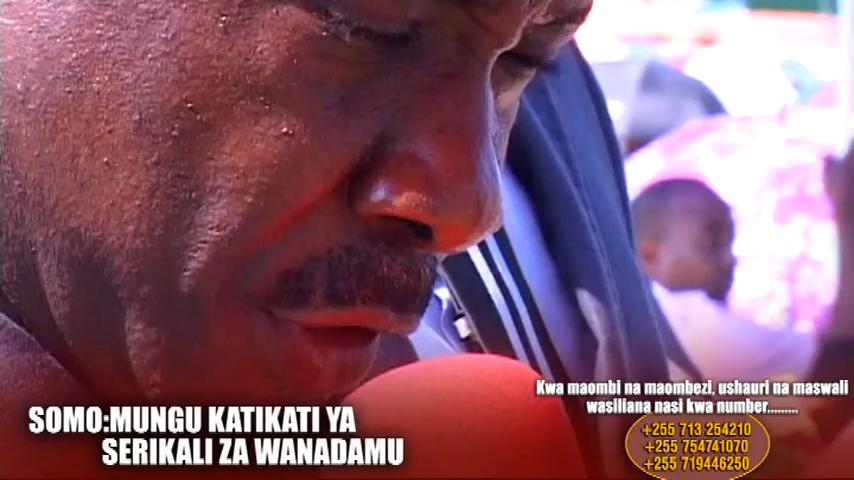 SOMO:MUNGU KATIKATI YA
SERIKALI ZA WANADAMU
Kwa maombi na maombezi, ushauri na maswali
wasiliana nasi kwa number.........
+255 713 254210
+255 754741070
+255 719446250